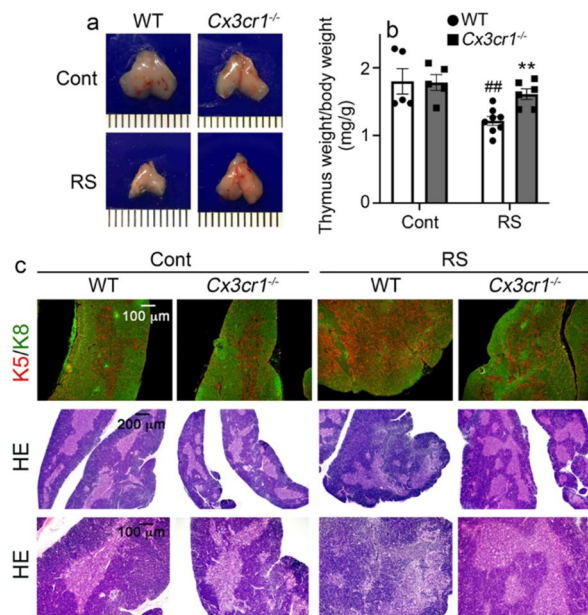 a
WT
Cx3cr1-/-
Cont
RS
b
WT
Cx3cr1-/-
Thymus weight/body weight
(mg/g)
2
1
0
##
**
Cont
RS
c
Cont
RS
WT
Cx3cr1-/-
WT
Cx3cr1-/-
K5/K8
100 μm
HE
200 μm
HE
100 μm